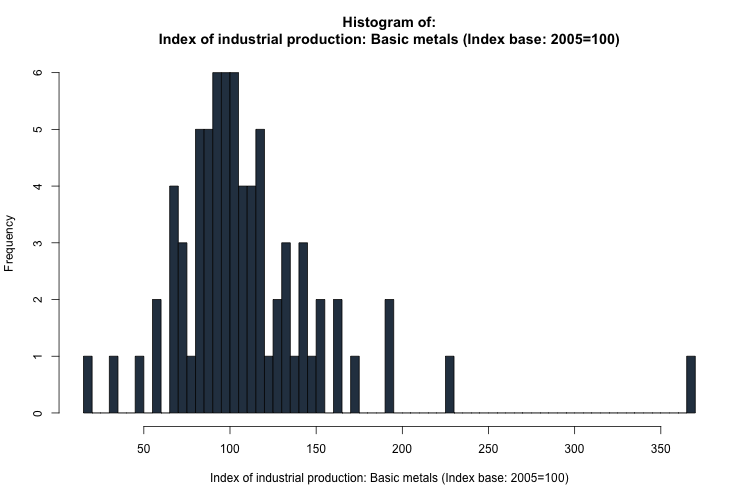 Histogram of:
Index of industrial production: Basic metals (Index base: 2005=100)
6
5
4
3
2
1
0
Frequency
50 100 150 200 250 300 350
Index of industrial production: Basic metals (Index base: 2005=100)